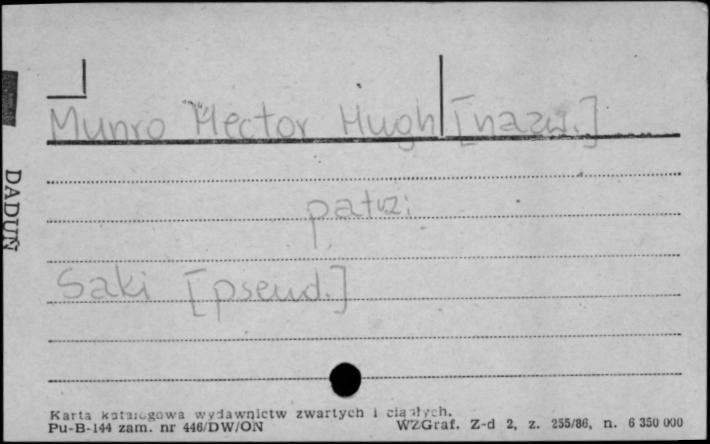 Munro Hector Hugh [nazw.]
patrz:
Saki [pseud.]
DADUŃ
Karta katalogowa wydawnictw zwartych i ciągłych.
Pu-B-144 zam. nr 446/DW/ON WZGraf. Z-d 2, z. 255/86, n. 6 350 000